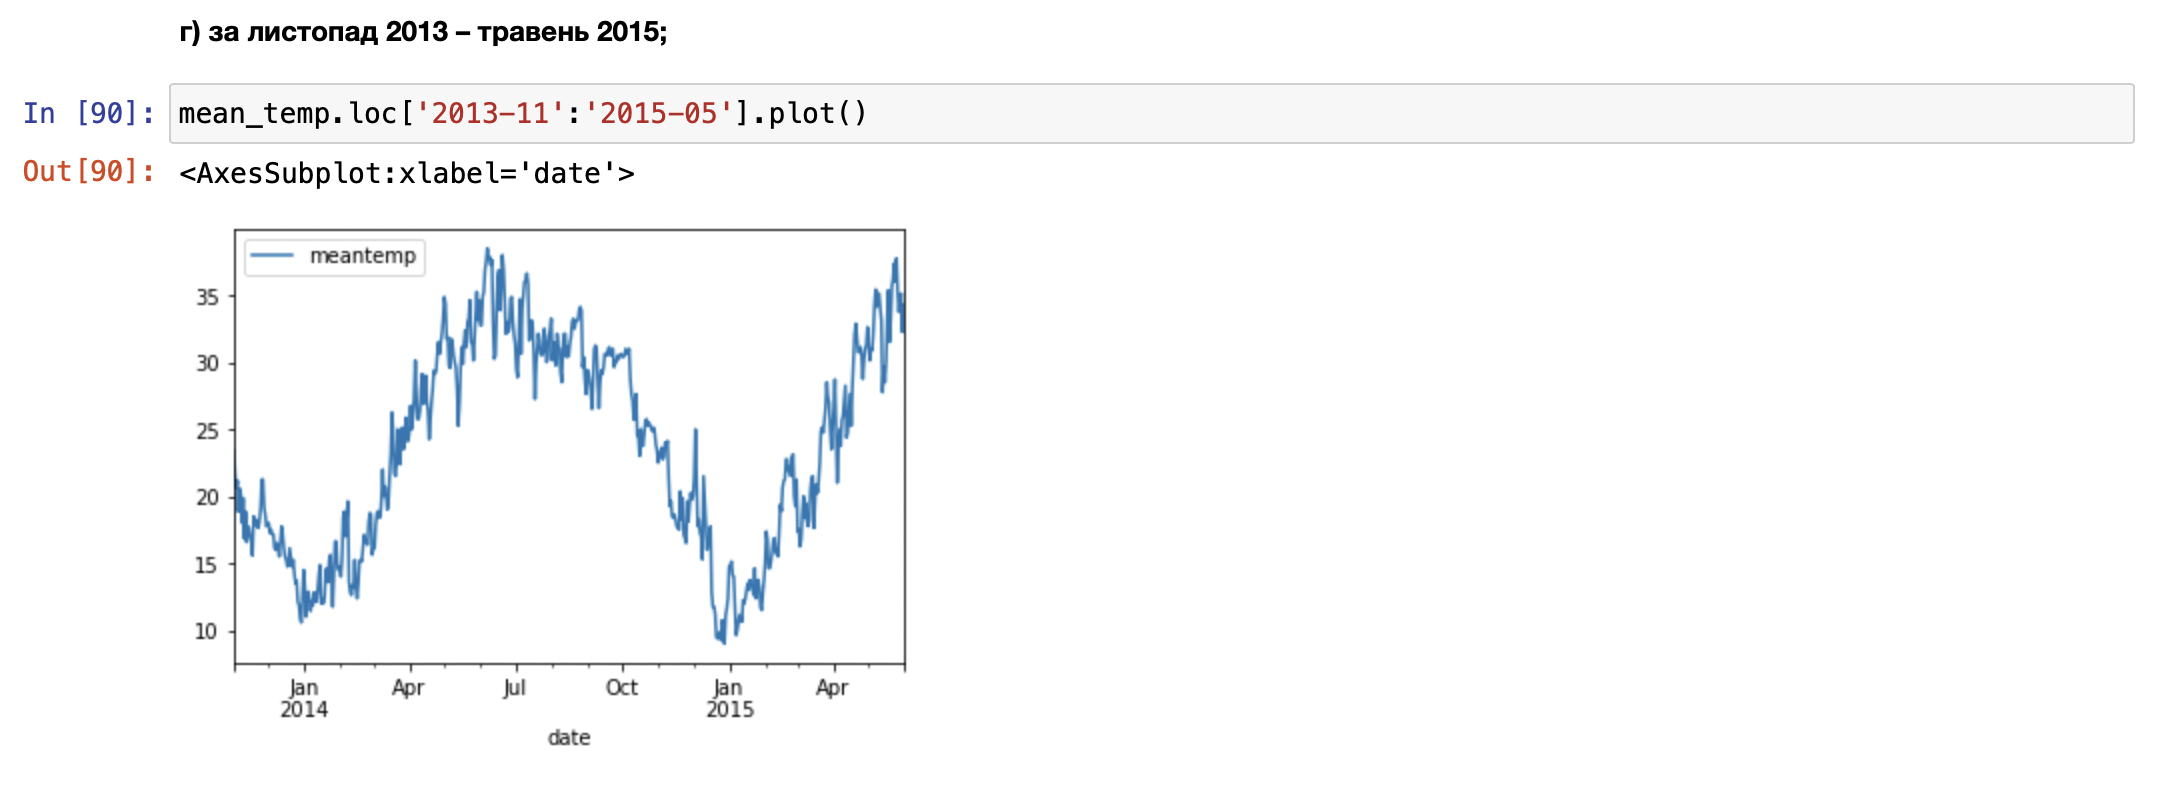 г) за листопад 2013 – травень 2015;
In [90]: mean_temp.loc['2013-11':'2015-05'].plot()
Out[90]: <AxesSubplot:xlabel='date'>
meantemp
35
30
25
20
15
10
Jan Apr Jul Oct Jan Apr
2014 2015
date